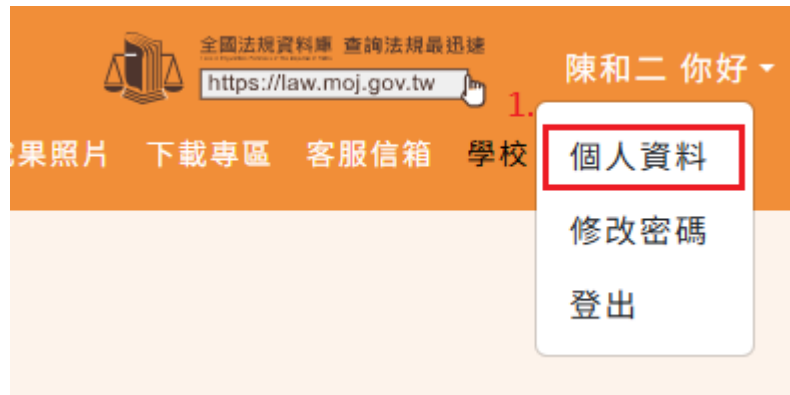 全國法規資料庫 查詢法規最迅速
https://law.moj.gov.tw
陳和二 你好
1.
果照片 下載專區 客服信箱 學校
個人資料
修改密碼
登出